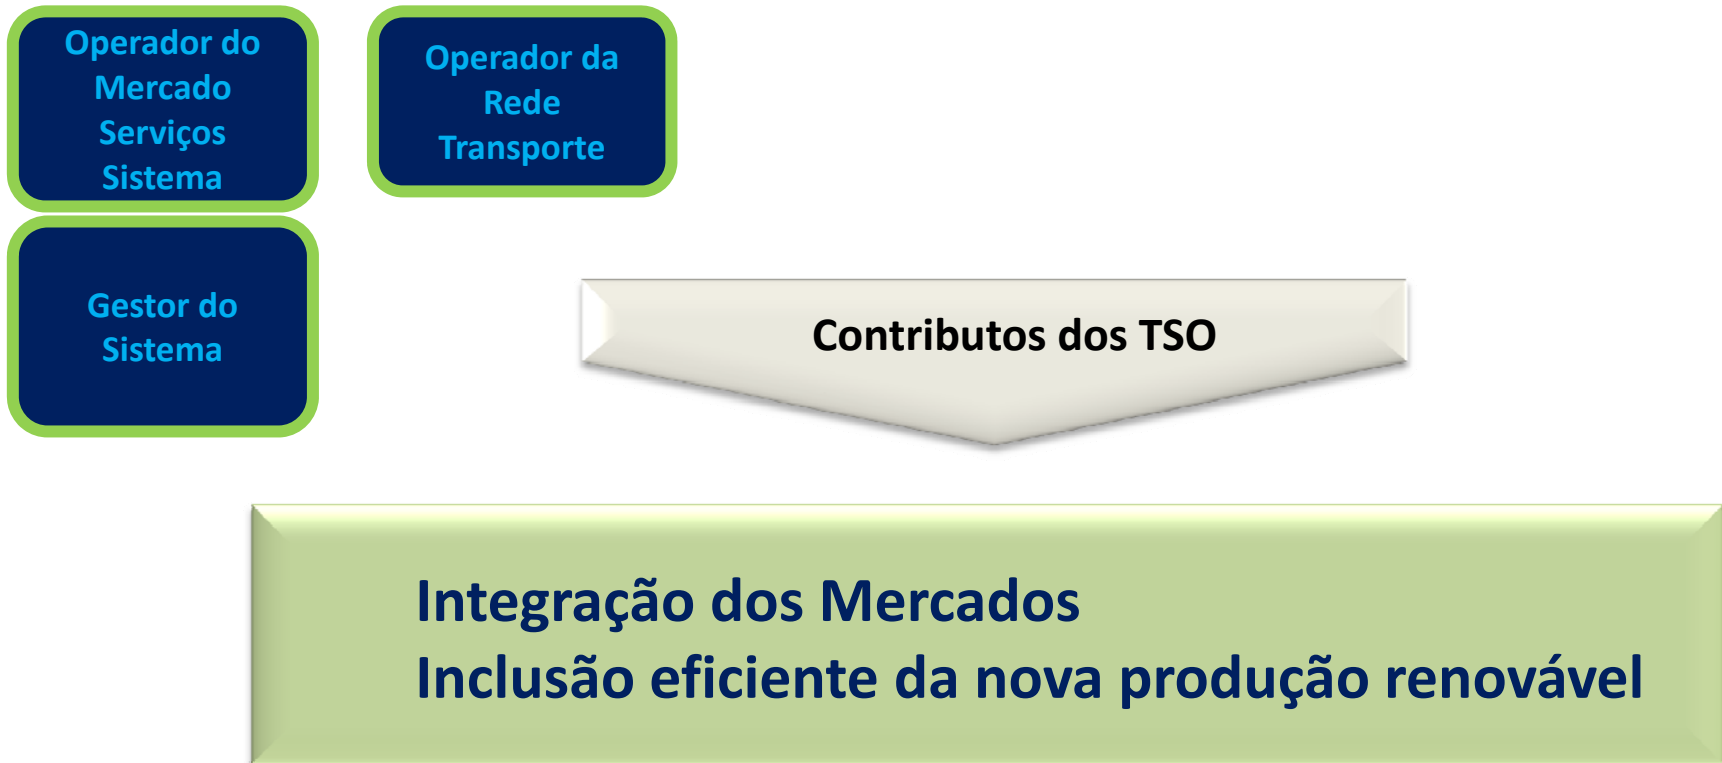 Operador do
Mercado
Serviços
Sistema
Operador da
Rede
Transporte
Gestor do
Sistema
Contributos dos TSO
Integração dos Mercados
Inclusão eficiente da nova produção renovável